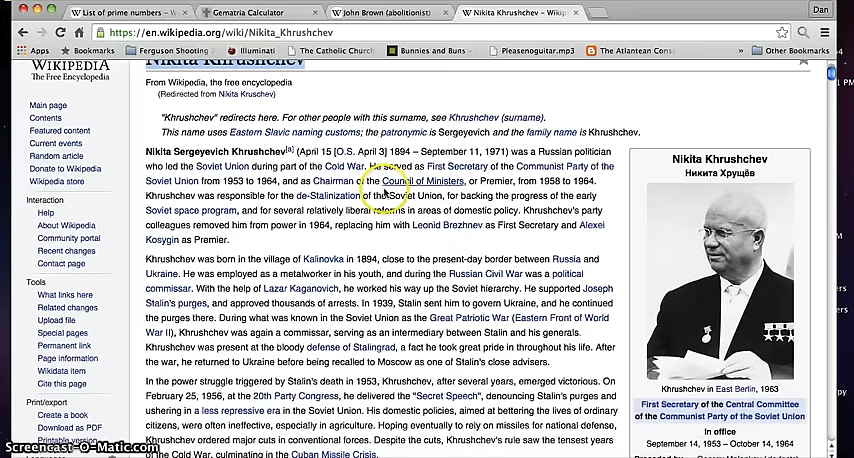 List of prime numbers – W
Gematria Calculator
John Brown (abolitionist)
Nikita Khrushchev – Wikip
Dan
https://en.wikipedia.org/wiki/Nikita_Khrushchev
Apps
Bookmarks
Ferguson Shooting
Illuminati
The Catholic Church
Bunnies and Buns -
Pleasenoguitar.mp3
The Atlantean Cons
»
Other Bookmarks
WIKIPEDIA
The Free Encyclopedia
Main page
Contents
Featured content
Current events
Random article
Donate to Wikipedia
Wikipedia store
Interaction
Help
About Wikipedia
Community portal
Recent changes
Contact page
Tools
What links here
Related changes
Upload file
Special pages
Permanent link
Page information
Wikidata item
Cite this page
Print/export
Create a book
Download as PDF
Printable version
Nikita Khrushchev
From Wikipedia, the free encyclopedia
(Redirected from Nikita Kruschev)
"Khrushchev" redirects here. For other people with this surname, see Khrushchev (surname).
This name uses Eastern Slavic naming customs; the patronymic is Sergeyevich and the family name is Khrushchev.
Nikita Sergeyevich Khrushchev[a] (April 15 [O.S. April 3] 1894 – September 11, 1971) was a Russian politician
who led the Soviet Union during part of the Cold War. He served as First Secretary of the Communist Party of the
Soviet Union from 1953 to 1964, and as Chairman of the Council of Ministers, or Premier, from 1958 to 1964.
Khrushchev was responsible for the de-Stalinization of the Soviet Union, for backing the progress of the early
Soviet space program, and for several relatively liberal reforms in areas of domestic policy. Khrushchev's party
colleagues removed him from power in 1964, replacing him with Leonid Brezhnev as First Secretary and Alexei
Kosygin as Premier.
Khrushchev was born in the village of Kalinovka in 1894, close to the present-day border between Russia and
Ukraine. He was employed as a metalworker in his youth, and during the Russian Civil War was a political
commissar. With the help of Lazar Kaganovich, he worked his way up the Soviet hierarchy. He supported Joseph
Stalin's purges, and approved thousands of arrests. In 1939, Stalin sent him to govern Ukraine, and he continued
the purges there. During what was known in the Soviet Union as the Great Patriotic War (Eastern Front of World
War II), Khrushchev was again a commissar, serving as an intermediary between Stalin and his generals.
Khrushchev was present at the bloody defense of Stalingrad, a fact he took great pride in throughout his life. After
the war, he returned to Ukraine before being recalled to Moscow as one of Stalin's close advisers.
In the power struggle triggered by Stalin's death in 1953, Khrushchev, after several years, emerged victorious. On
February 25, 1956, at the 20th Party Congress, he delivered the "Secret Speech", denouncing Stalin's purges and
ushering in a less repressive era in the Soviet Union. His domestic policies, aimed at bettering the lives of ordinary
citizens, were often ineffective, especially in agriculture. Hoping eventually to rely on missiles for national defense,
Khrushchev ordered major cuts in conventional forces. Despite the cuts, Khrushchev's rule saw the tensest years
of the Cold War, culminating in the Cuban Missile Crisis.
Nikita Khrushchev
Никита Хрущёв
Khrushchev in East Berlin, 1963
First Secretary of the Central Committee
of the Communist Party of the Soviet Union
In office
September 14, 1953 – October 14, 1964
Screencast-O-Matic.com